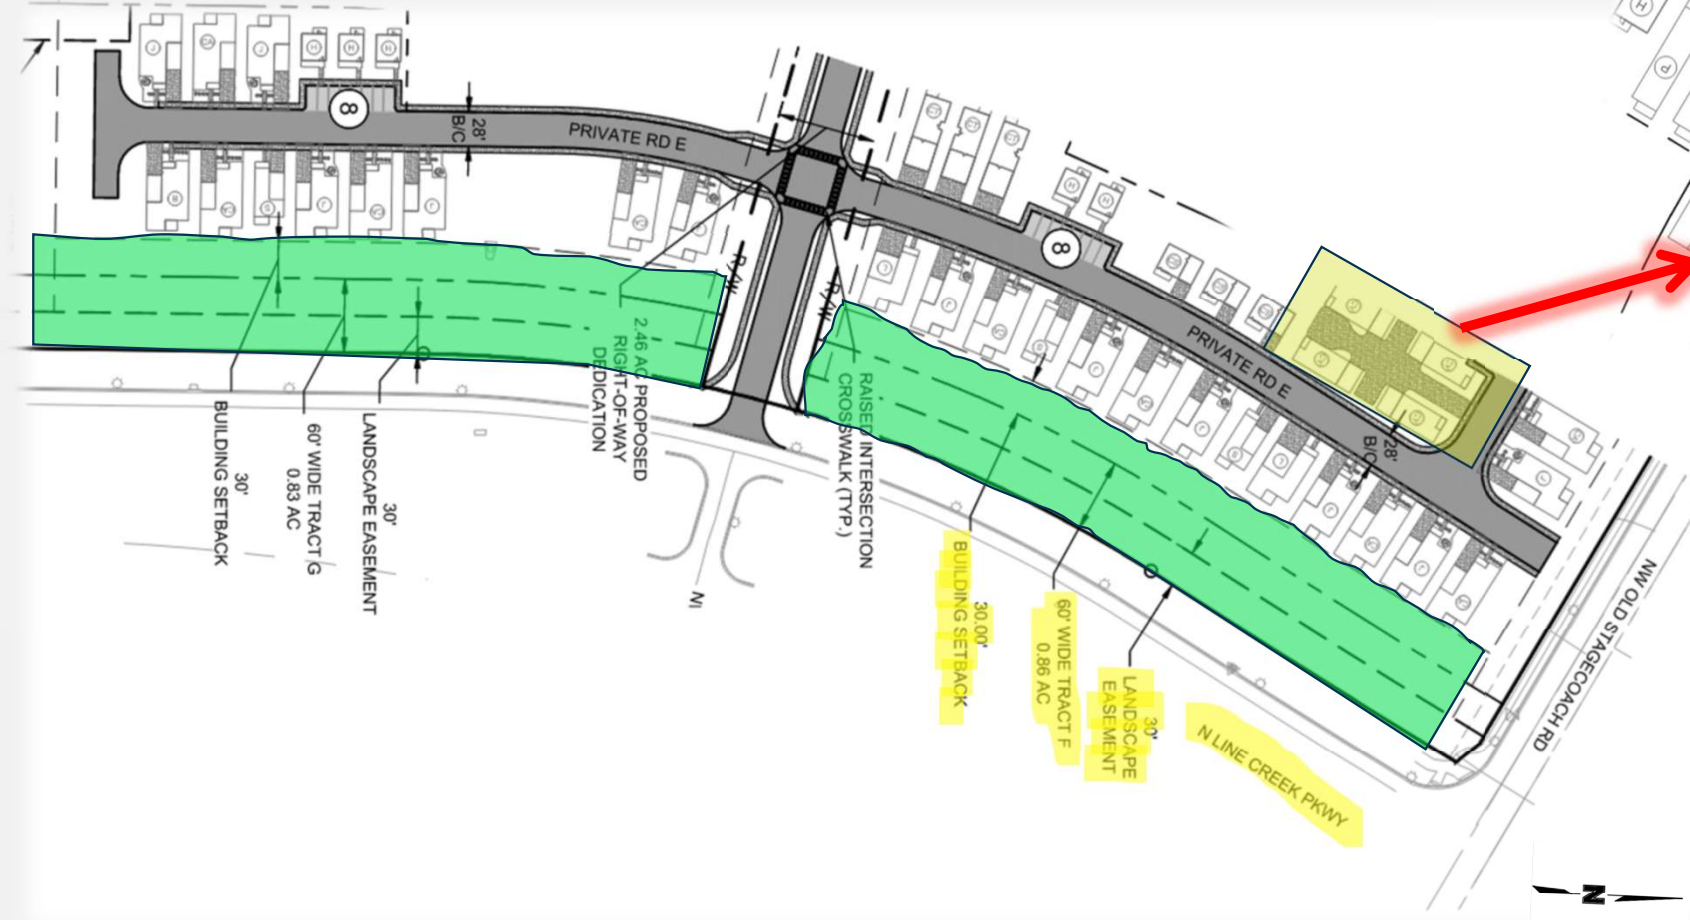 8
28'
B/C
PRIVATE RD E
8
PRIVATE RD E
28'
B/C
R/W
R/W
2.46 AC PROPOSED
RIGHT-OF-WAY
DEDICATION
RAISED INTERSECTION
CROSSWALK (TYP.)
30'
BUILDING SETBACK
60' WIDE TRACT G
0.83 AC
30'
LANDSCAPE EASEMENT
30.00'
BUILDING SETBACK
60' WIDE TRACT F
0.86 AC
30'
LANDSCAPE
EASEMENT
N LINE CREEK PKWY
NW OLD STAGECOACH RD
NI
N